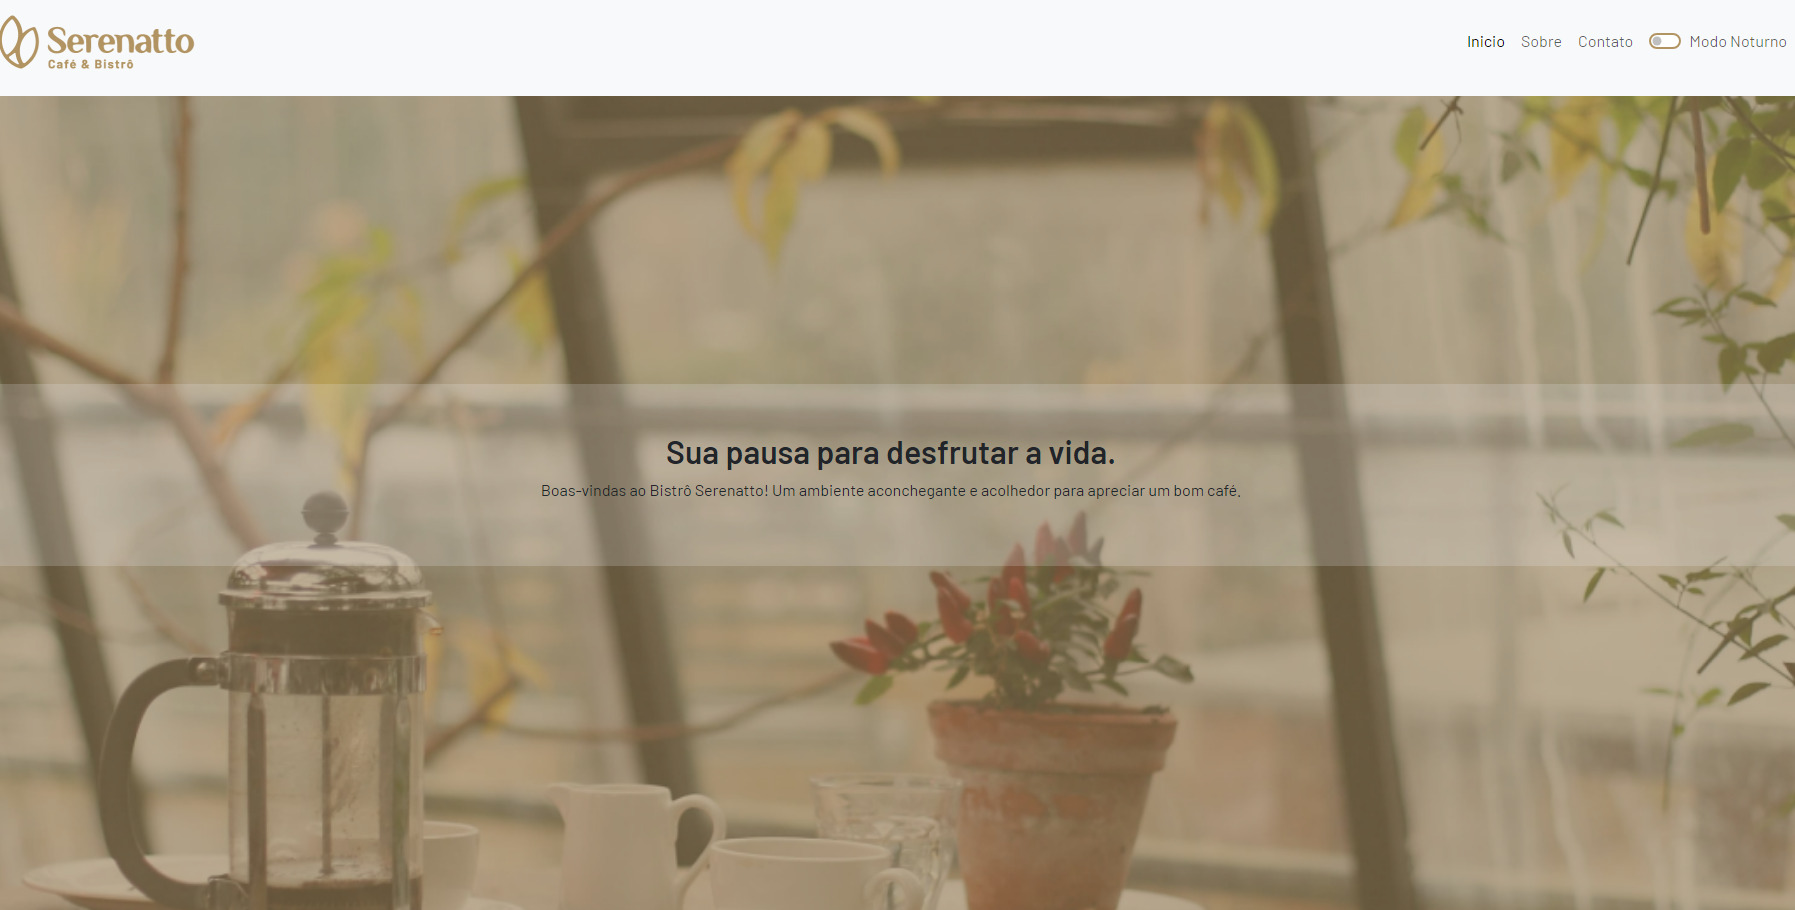 Serenatto
Café & Bistrô
Inicio Sobre Contato Modo Noturno
Sua pausa para desfrutar a vida.
Boas-vindas ao Bistrô Serenatto! Um ambiente aconchegante e acolhedor para apreciar um bom café.